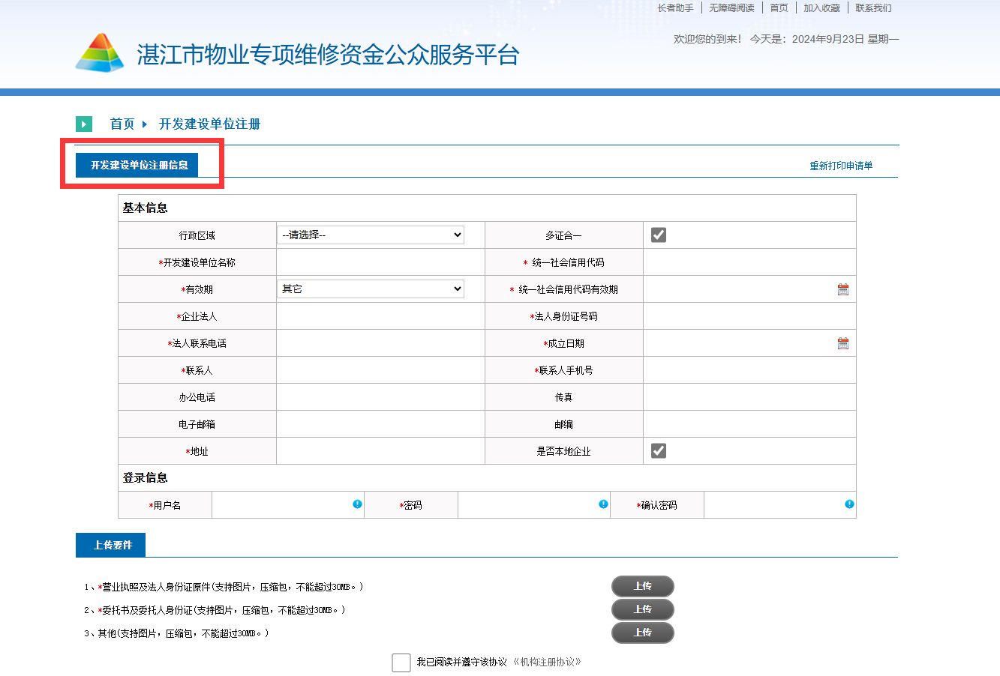 长者助手 无障碍阅读 首页 加入收藏 联系我们
欢迎您的到来！ 今天是：2024年9月23日 星期一
湛江市物业专项维修资金公众服务平台
首页 开发建设单位注册
开发建设单位注册信息 重新打印申请单
基本信息
行政区域 --请选择-- 多证合一
*开发建设单位名称 * 统一社会信用代码
*有效期 其它 * 统一社会信用代码有效期
*企业法人 *法人身份证号码
*法人联系电话 *成立日期
*联系人 *联系人手机号
办公电话 传真
电子邮箱 邮编
*地址 是否本地企业
登录信息
*用户名 *密码 *确认密码
上传要件
1、*营业执照及法人身份证原件(支持图片，压缩包，不能超过30MB。) 上传
2、*委托书及委托人身份证(支持图片，压缩包，不能超过30MB。) 上传
3、其他(支持图片，压缩包，不能超过30MB。) 上传
我已阅读并遵守该协议 《机构注册协议》